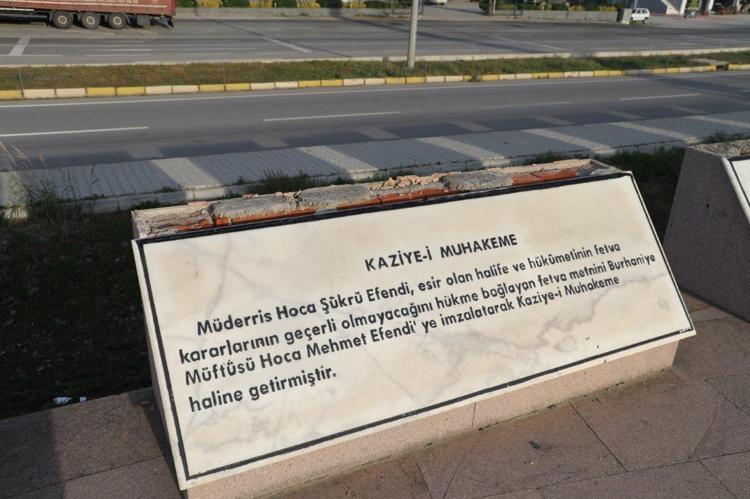 KAZİYE-İ MUHAKEME
Müderris Hoca Şükrü Efendi, esir olan halife ve hükûmetinin fetva
kararlarının geçerli olmayacağını hükme bağlayan fetva metnini Burhaniye
Müftüsü Hoca Mehmet Efendi' ye imzalatarak Kaziye-i Muhakeme
haline getirmiştir.